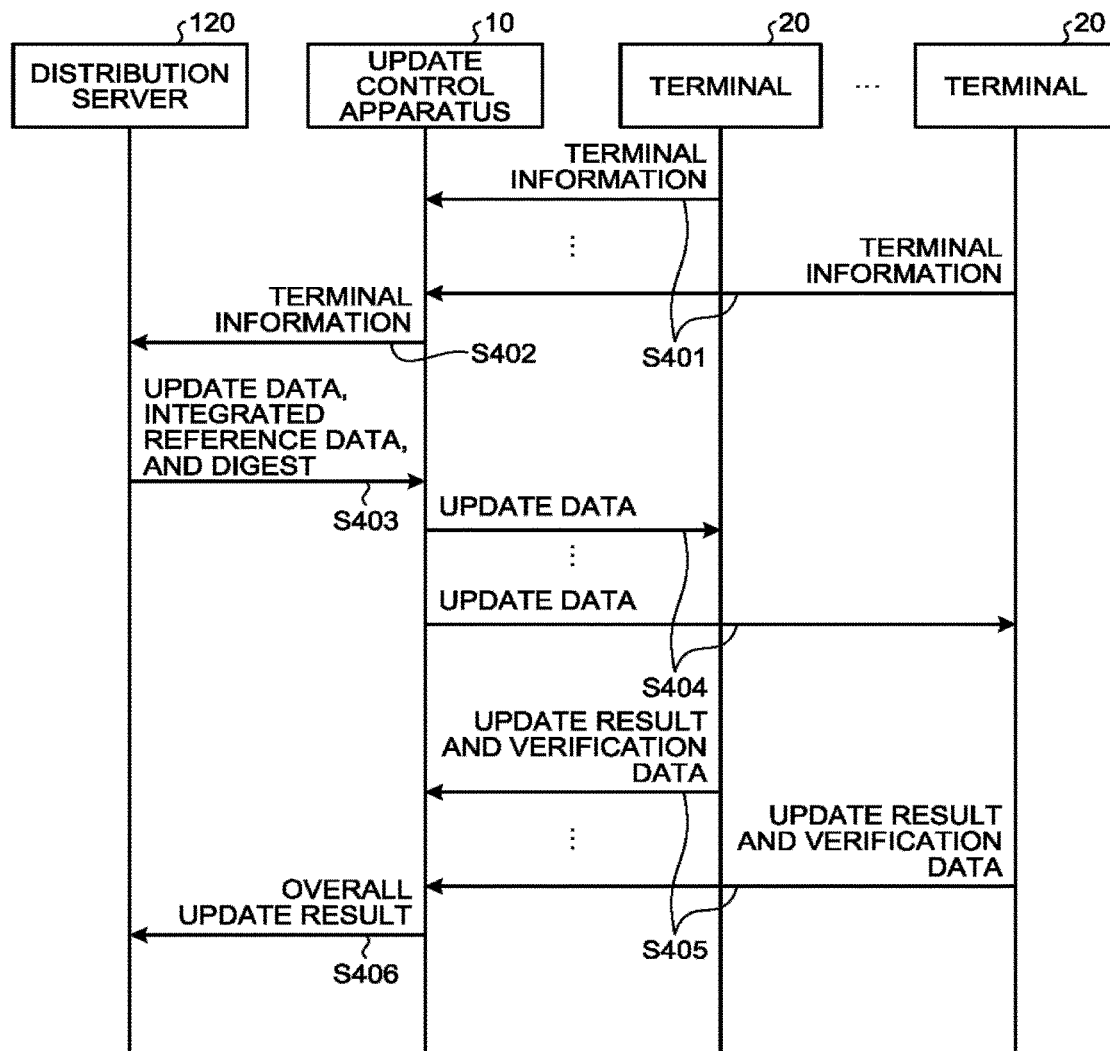 120
10
20
20
DISTRIBUTION
SERVER
UPDATE
CONTROL
APPARATUS
TERMINAL
...
TERMINAL
TERMINAL
INFORMATION
TERMINAL
INFORMATION
TERMINAL
INFORMATION
S402
S401
UPDATE DATA,
INTEGRATED
REFERENCE DATA,
AND DIGEST
S403
UPDATE DATA
UPDATE DATA
S404
UPDATE RESULT
AND VERIFICATION
DATA
UPDATE RESULT
AND VERIFICATION
DATA
OVERALL
UPDATE RESULT
S405
S406